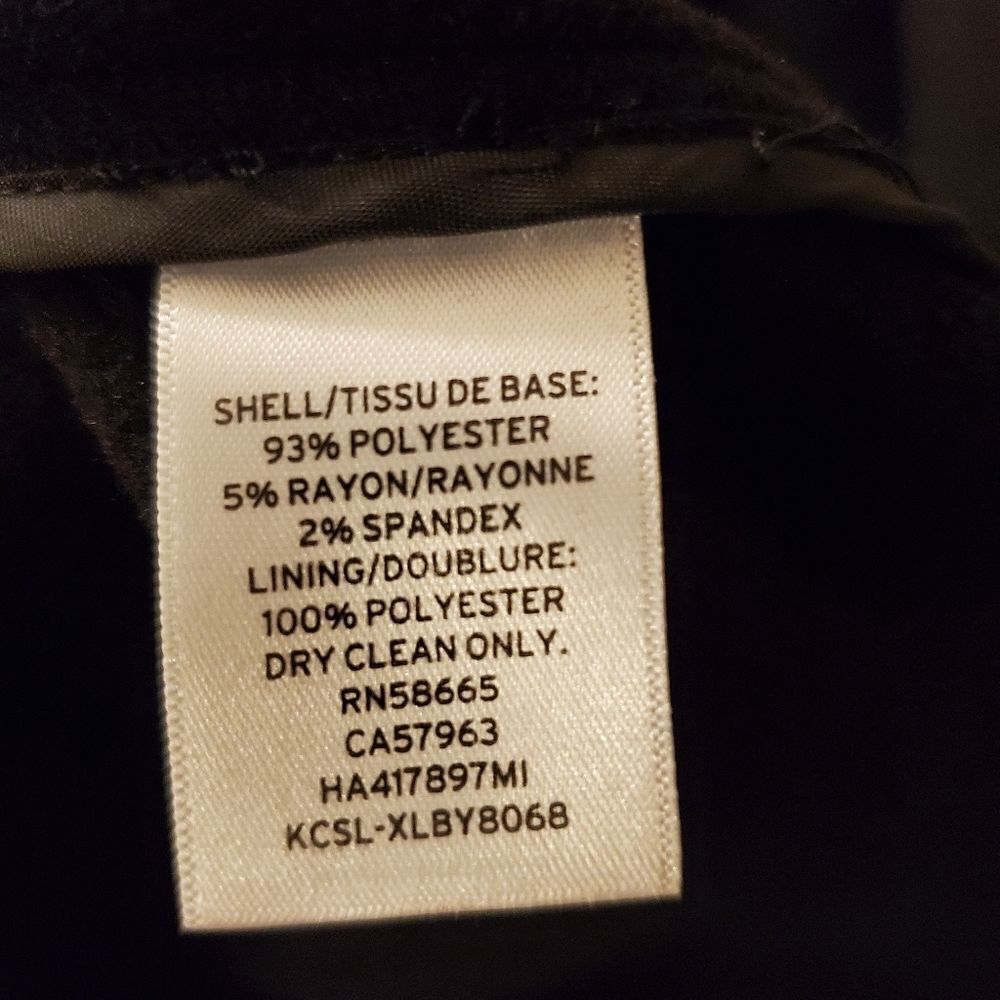 SHELL/TISSU DE BASE:
93% POLYESTER
5% RAYON/RAYONNE
2% SPANDEX
LINING/DOUBLURE:
100% POLYESTER
DRY CLEAN ONLY.
RN58665
CA57963
HA417897MI
KCSL-XLBY8068